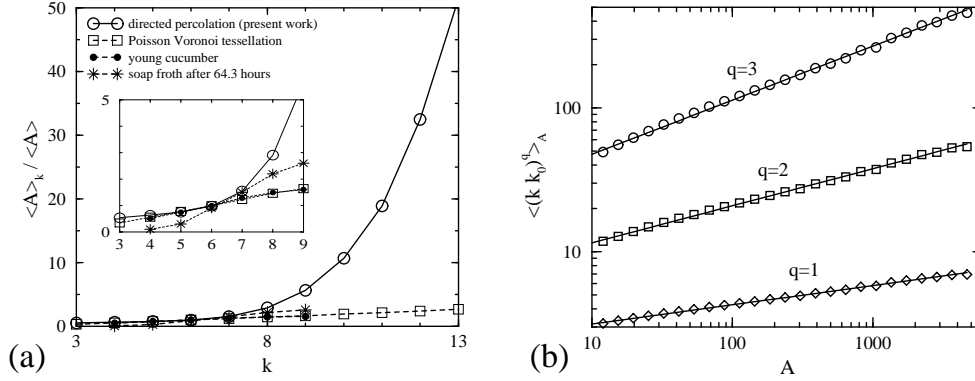 50
40
30
20
10
0
<A>k / <A>
directed percolation (present work)
Poisson Voronoi tessellation
young cucumber
soap froth after 64.3 hours
5
0
3 4 5 6 7 8 9
3 8 13
k
(a)
<(k k0)^q>A
100
10
q=3
q=2
q=1
10 100 1000
A
(b)